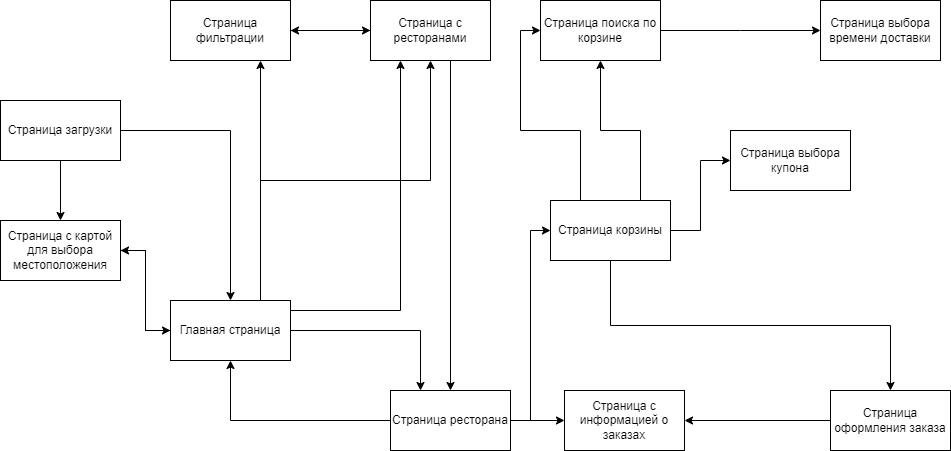 Страница
фильтрации
Страница с
ресторанами
Страница поиска по
корзине
Страница выбора
времени доставки
Страница загрузки
Страница выбора
купона
Страница с картой
для выбора
местоположения
Страница корзины
Главная страница
Страница ресторана
Страница с
информацией о
заказах
Страница
оформления заказа